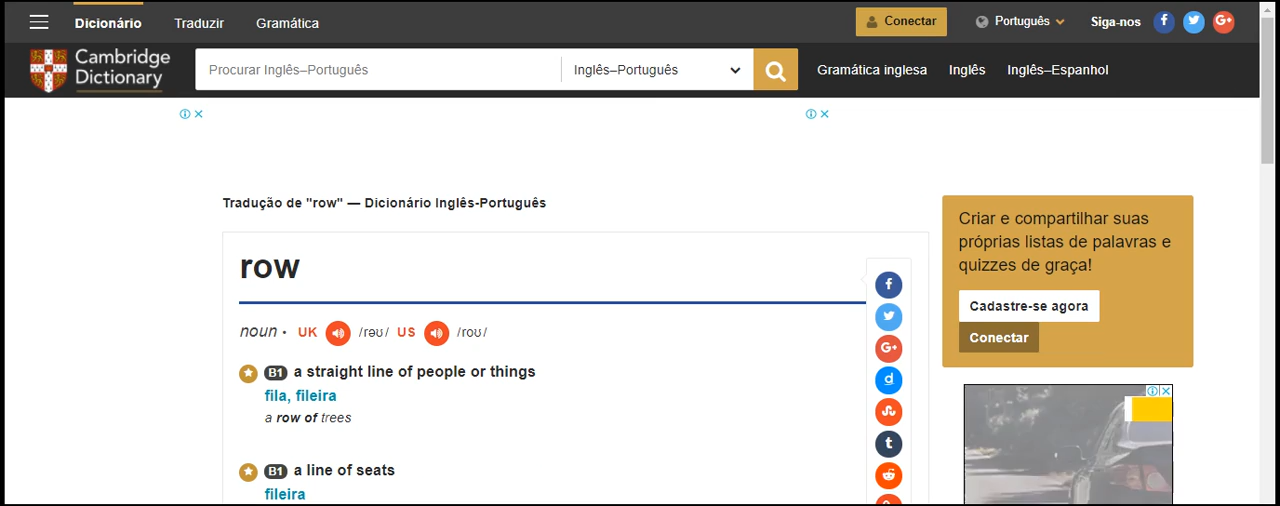 Dicionário Traduzir Gramática Conectar Português Siga-nos
Cambridge
Dictionary
Procurar Inglês–Português Inglês–Português Gramática inglesa Inglês Inglês–Espanhol
Tradução de "row" — Dicionário Inglês-Português
row
noun • UK /rəʊ/ US /roʊ/
B1 a straight line of people or things
fila, fileira
a row of trees
B1 a line of seats
fileira
Criar e compartilhar suas
próprias listas de palavras e
quizzes de graça!
Cadastre-se agora
Conectar